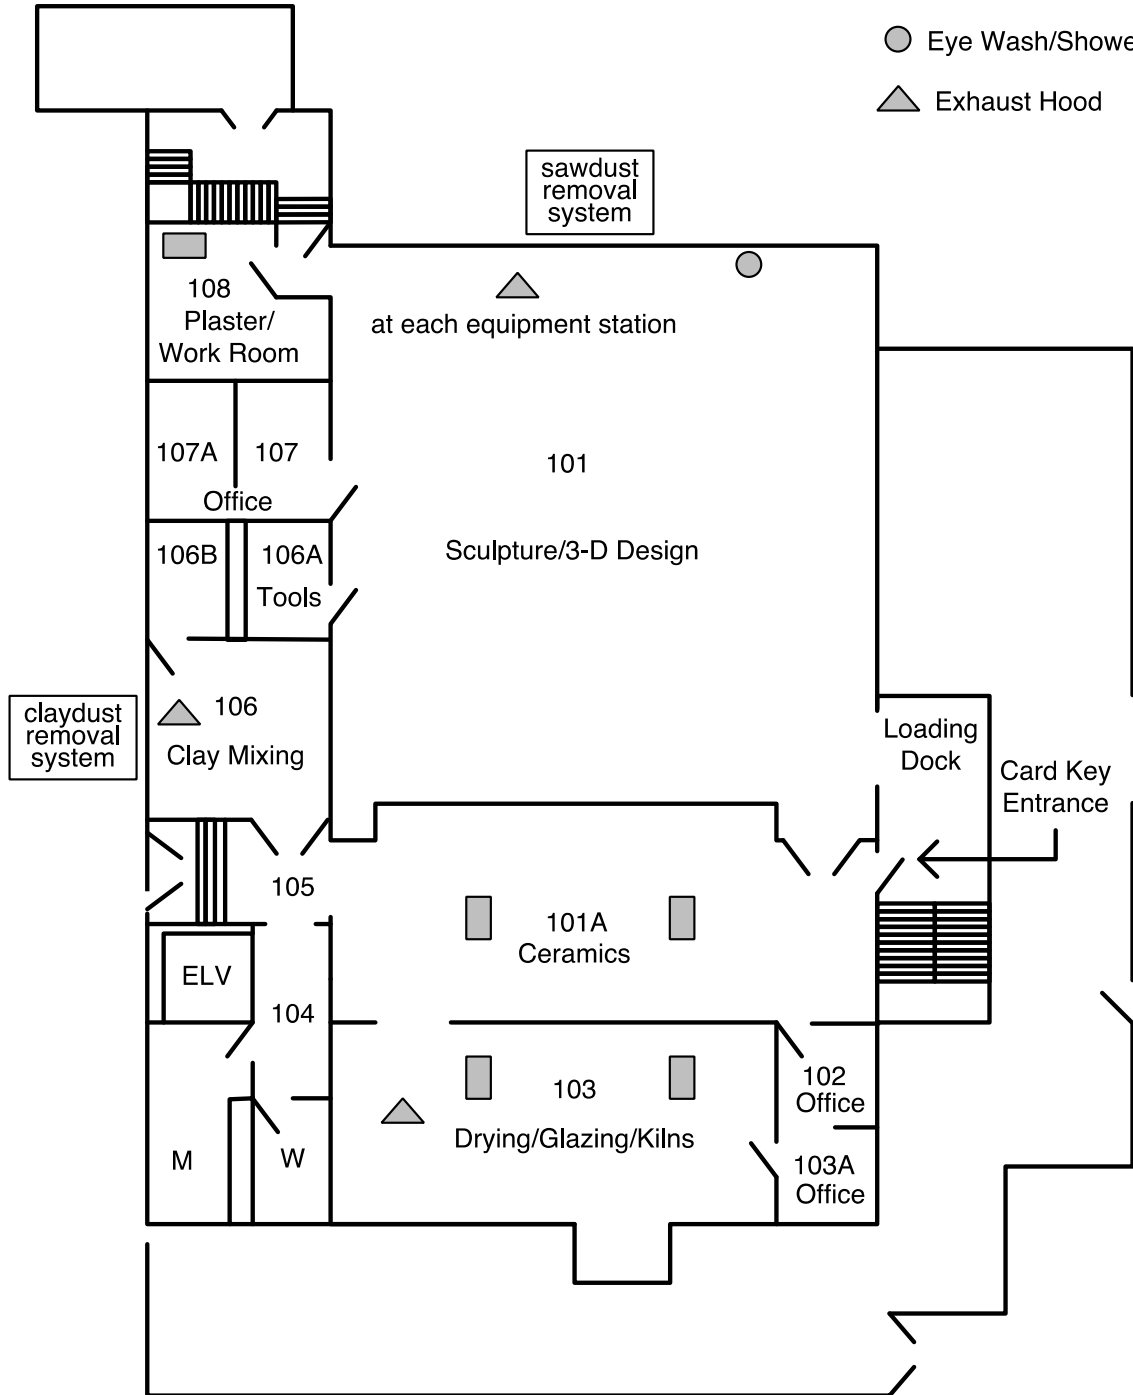 Eye Wash/Showe
Exhaust Hood
sawdust
removal
system
108
Plaster/
Work Room
at each equipment station
107A
107
Office
101
Sculpture/3-D Design
106B
106A
Tools
claydust
removal
system
106
Clay Mixing
Loading
Dock
Card Key
Entrance
105
101A
Ceramics
ELV
104
103
Drying/Glazing/Kilns
102
Office
103A
Office
M
W